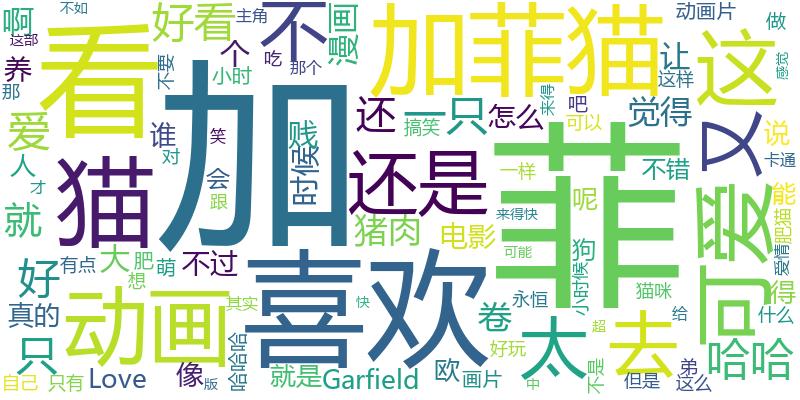 啊
不如
这部
主角
好看
不
漫画
加菲猫
动画片
做
养
看
加
个
吃
那个
让
这
感觉
那
不要
小时
这样
爱
谁
笑
贱
还
一只
怎么
吧
觉得
又
说
人
对
时候
搞笑
来得
可以
卡通
才
猫
会
还是
菲
一样
不错
能
就
跟
来得快
呢
可爱
肥猫
大
肥
萌
不过
猪肉
电影
狗
爱情
好
有点
想
喜欢
可能
小时候
猫咪
得
真的
动画
其实
快
卷
永恒
太
去
给
什么
只
哈哈哈
好玩
超
哈哈
自己
只有
Love
像
版
就是
Garfield
欧
画片
中
不是
但是
弟
这么